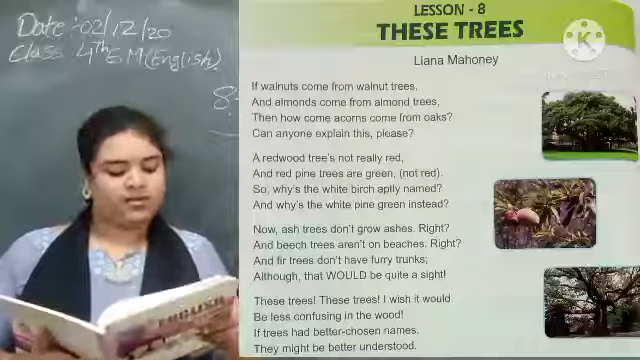 Date :- 02/12/20
Class 4th E M (English)
8
LESSON - 8
THESE TREES
Liana Mahoney
If walnuts come from walnut trees,
And almonds come from almond trees,
Then how come acorns come from oaks?
Can anyone explain this, please?
A redwood tree's not really red,
And red pine trees are green, (not red).
So, why's the white birch aptly named?
And why's the white pine green instead?
Now, ash trees don't grow ashes. Right?
And beech trees aren't on beaches. Right?
And fir trees don't have furry trunks;
Although, that WOULD be quite a sight!
These trees! These trees! I wish it would
Be less confusing in the wood!
If trees had better-chosen names,
They might be better understood.
ENGLISH
K